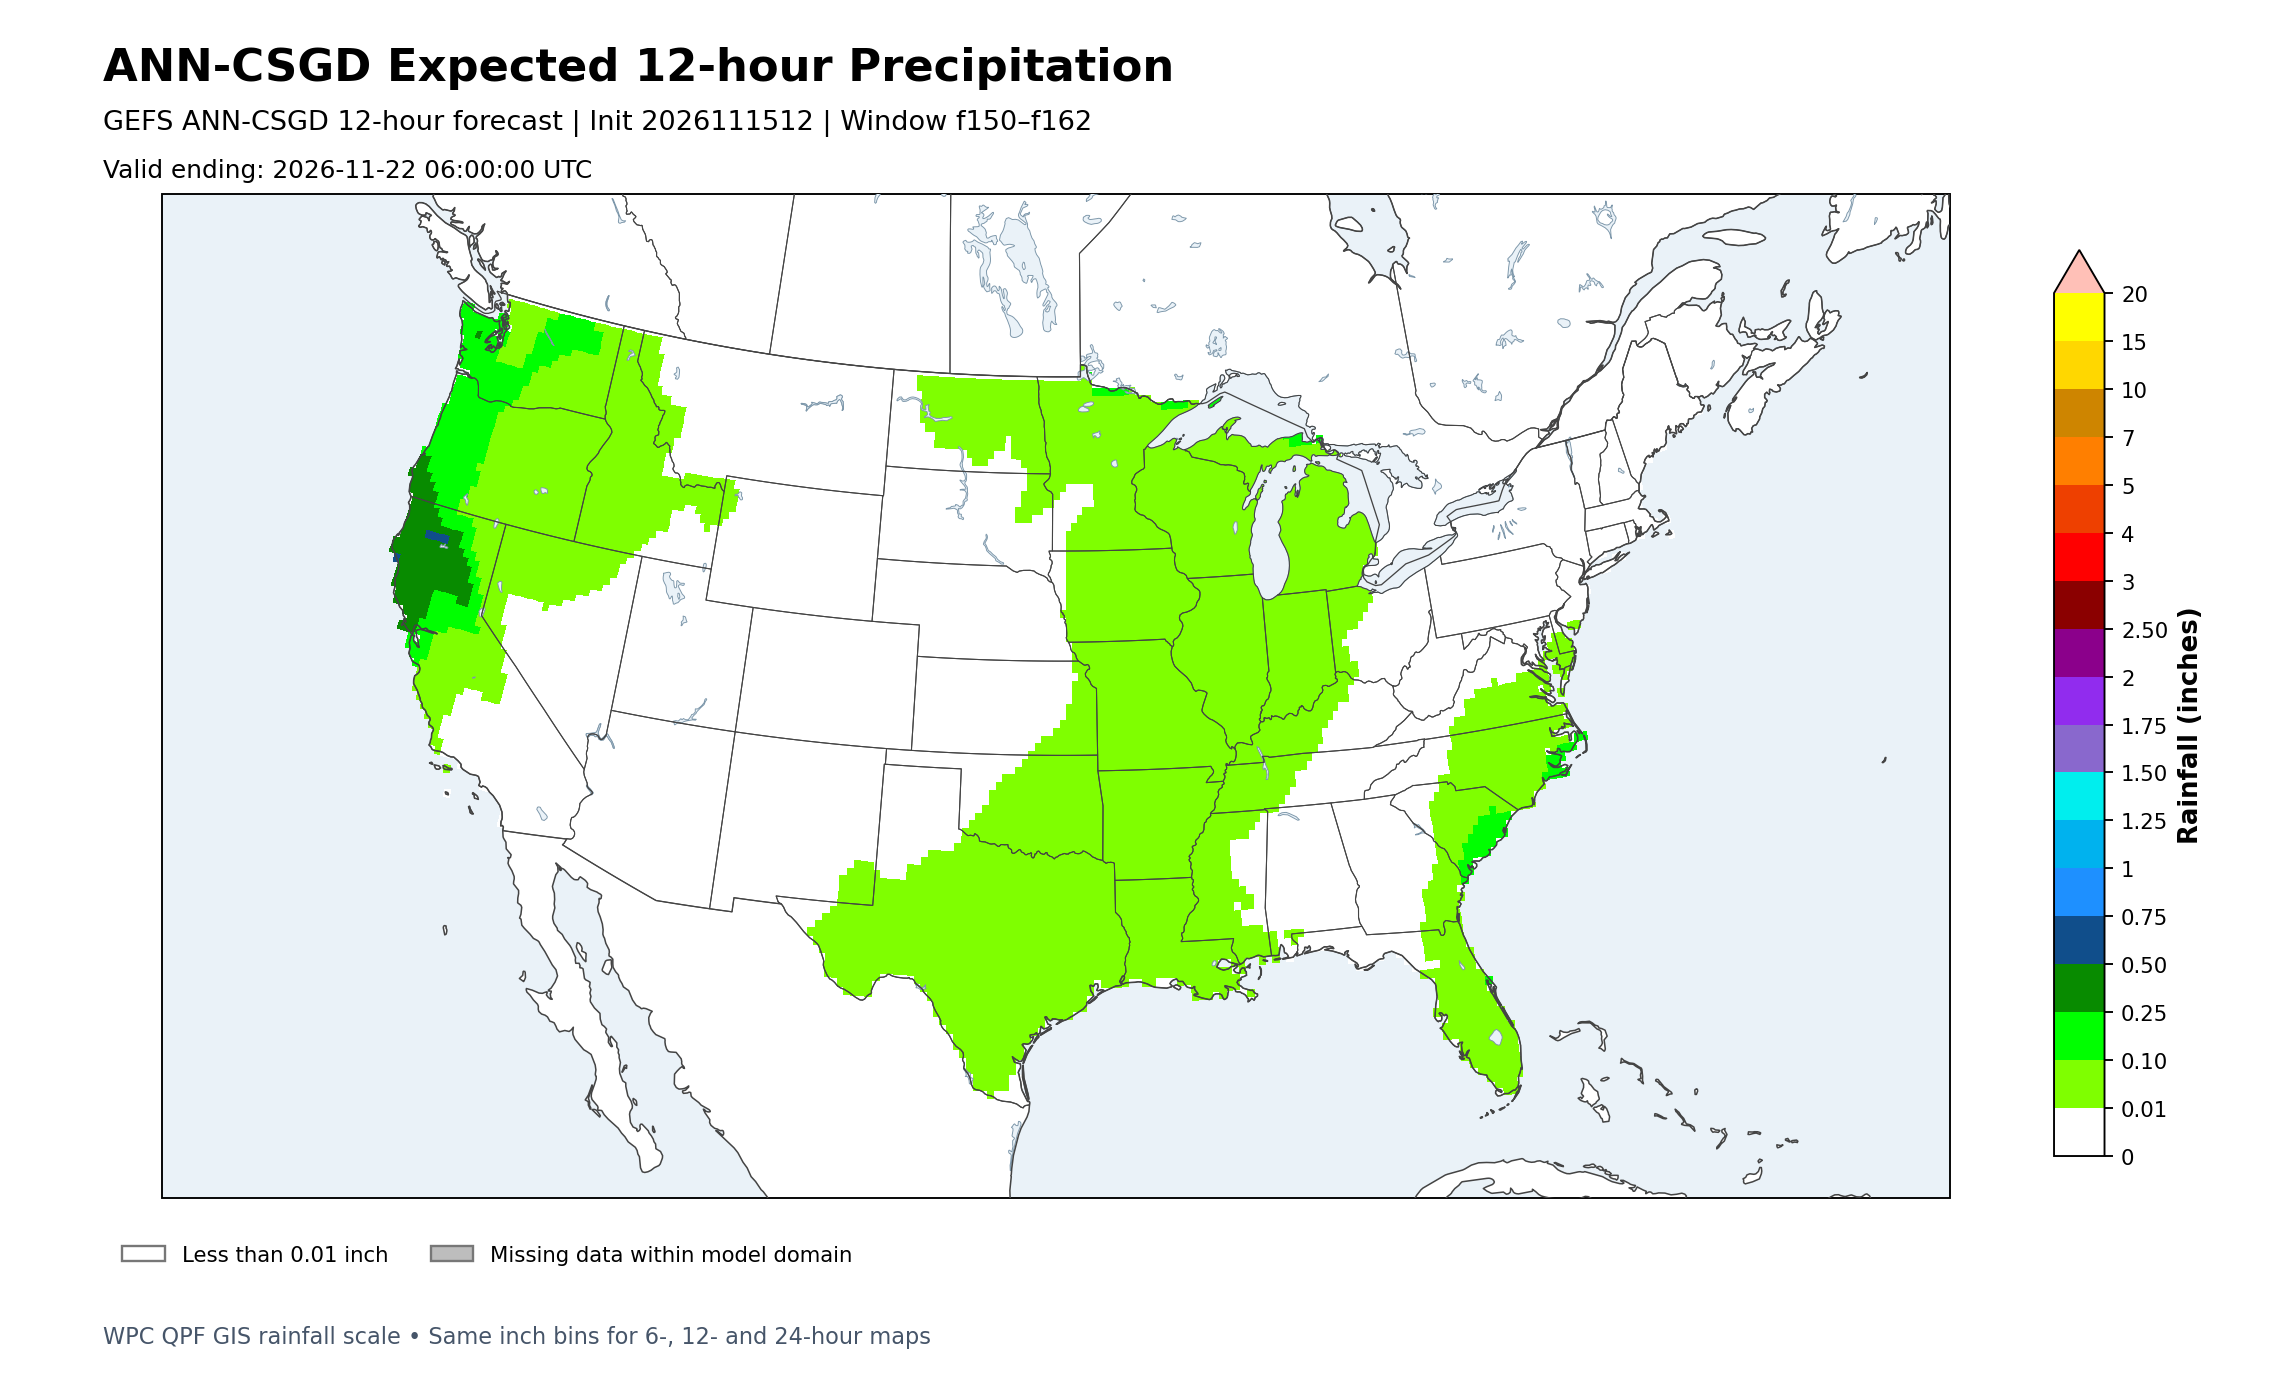 ANN-CSGD Expected 12-hour Precipitation
GEFS ANN-CSGD 12-hour forecast | Init 2026111512 | Window f150–f162
Valid ending: 2026-11-22 06:00:00 UTC
20
15
10
7
5
4
3
2.50
2
1.75
1.50
1.25
1
0.75
0.50
0.25
0.10
0.01
0
Rainfall (inches)
Less than 0.01 inch
Missing data within model domain
WPC QPF GIS rainfall scale • Same inch bins for 6-, 12- and 24-hour maps